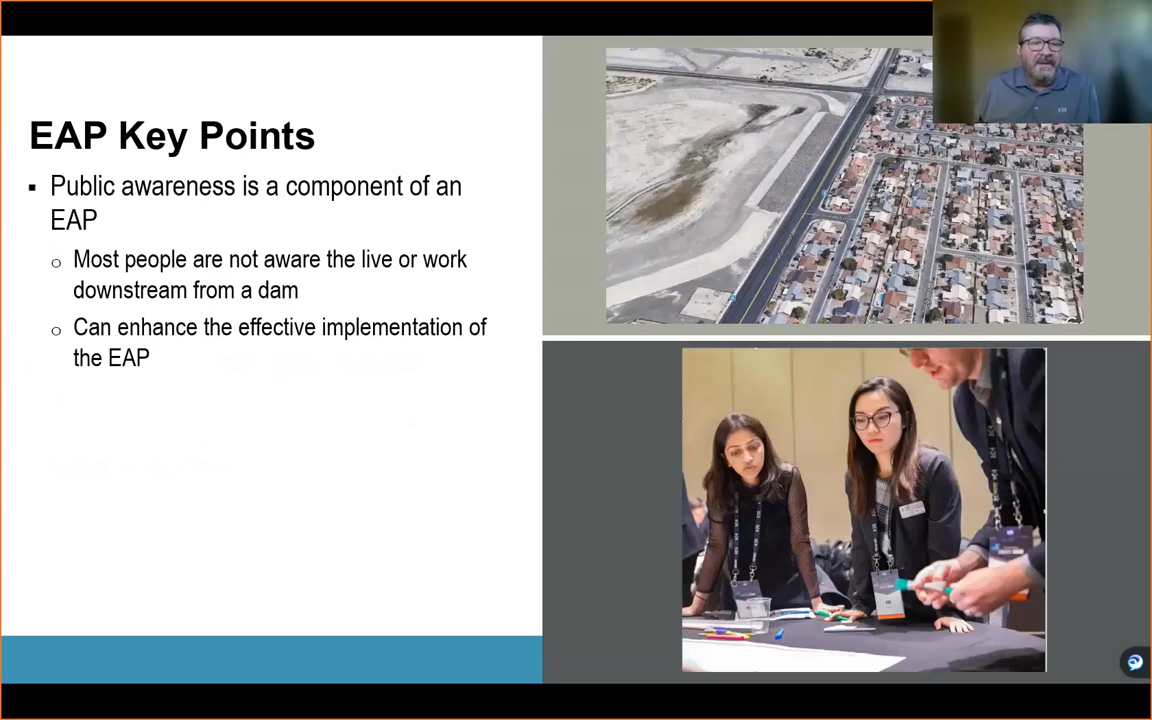 EAP Key Points
▪ Public awareness is a component of an
EAP
o Most people are not aware the live or work
downstream from a dam
o Can enhance the effective implementation of
the EAP